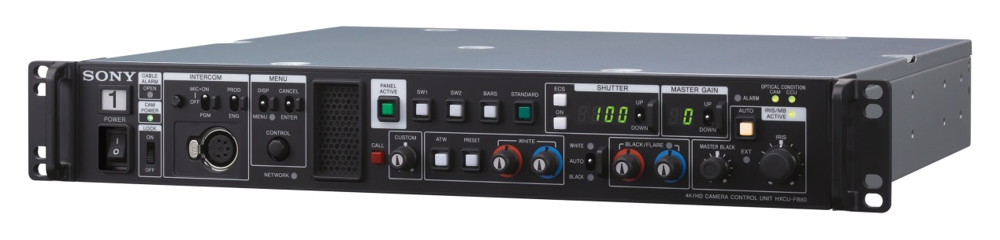 SONY
1
POWER
I
O
CABLE
ALARM
OPEN
CAM
POWER
LOCK
ON
OFF
INTERCOM
MIC•ON
I
OFF
PGM
PROD
ENG
MENU
DISP
CANCEL
MENU
ENTER
CONTROL
NETWORK
PANEL
ACTIVE
SW1
SW2
BARS
STANDARD
ECS
ON
SHUTTER
100
UP
DOWN
MASTER GAIN
0
UP
DOWN
ALARM
OPTICAL CONDITION
CAM
CCU
IRIS/MB
ACTIVE
AUTO
EXT
IRIS
CALL
CUSTOM
ATW
PRESET
WHITE
WHITE
AUTO
BLACK
BLACK/FLARE
MASTER BLACK
4K/HD CAMERA CONTROL UNIT HXCU-FB80